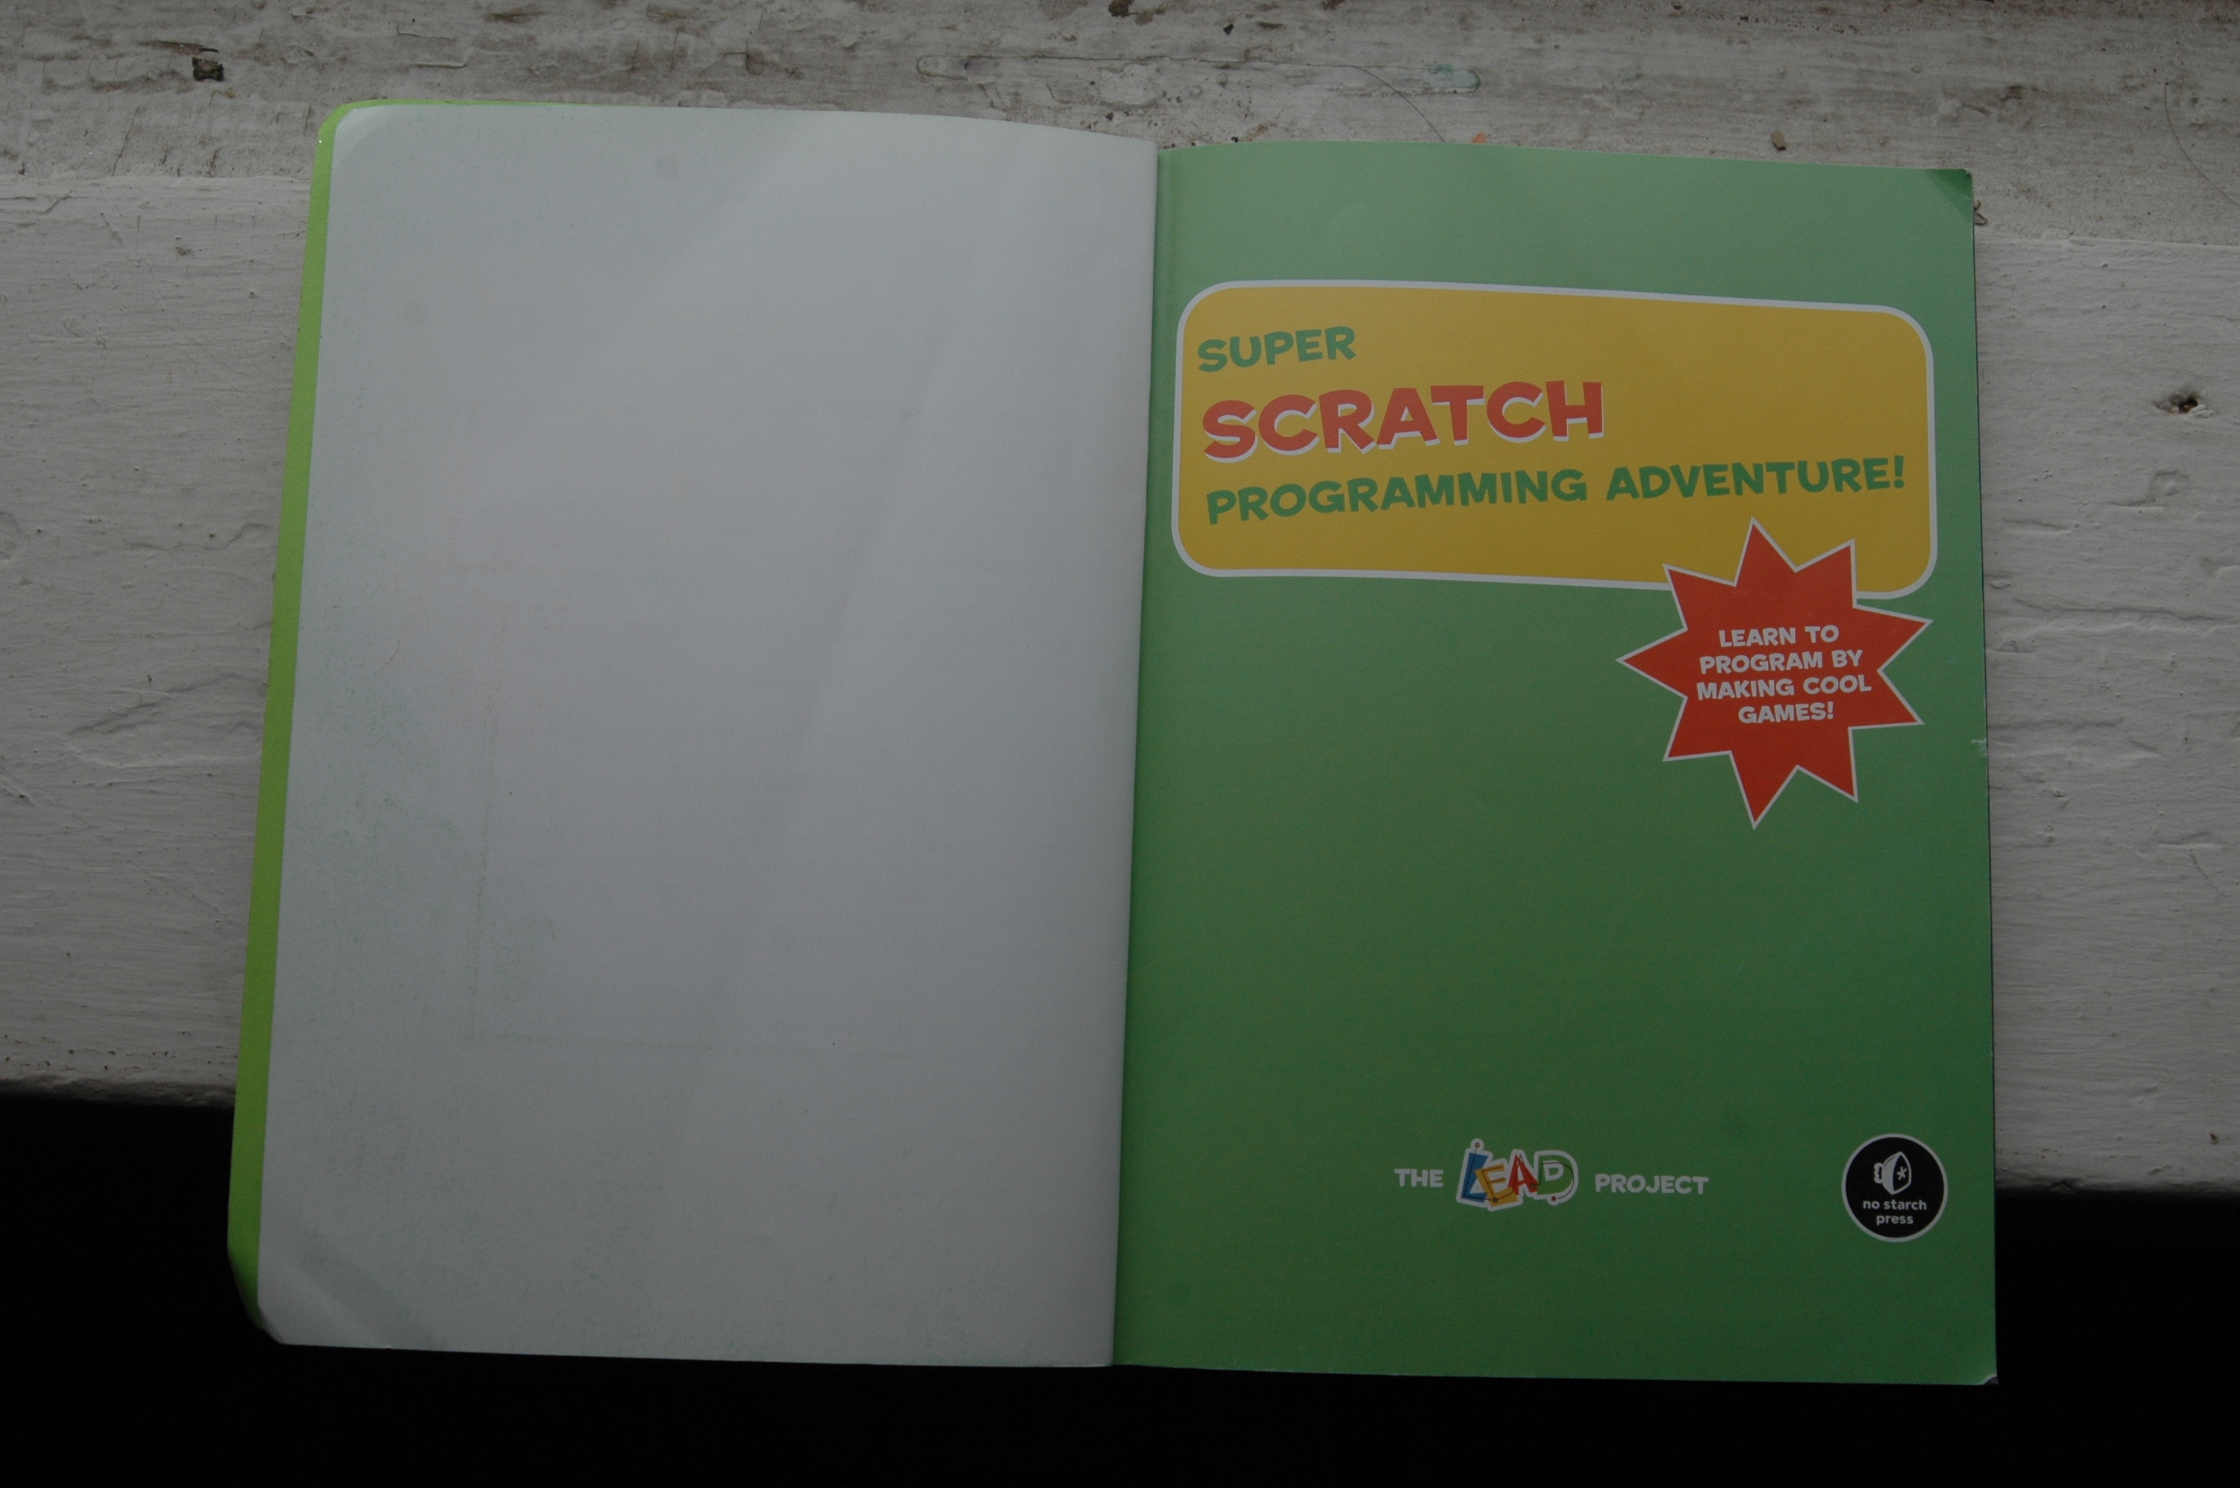 SUPER
SCRATCH
PROGRAMMING ADVENTURE!
LEARN TO
PROGRAM BY
MAKING COOL
GAMES!
THE LEAD PROJECT
no starch
press